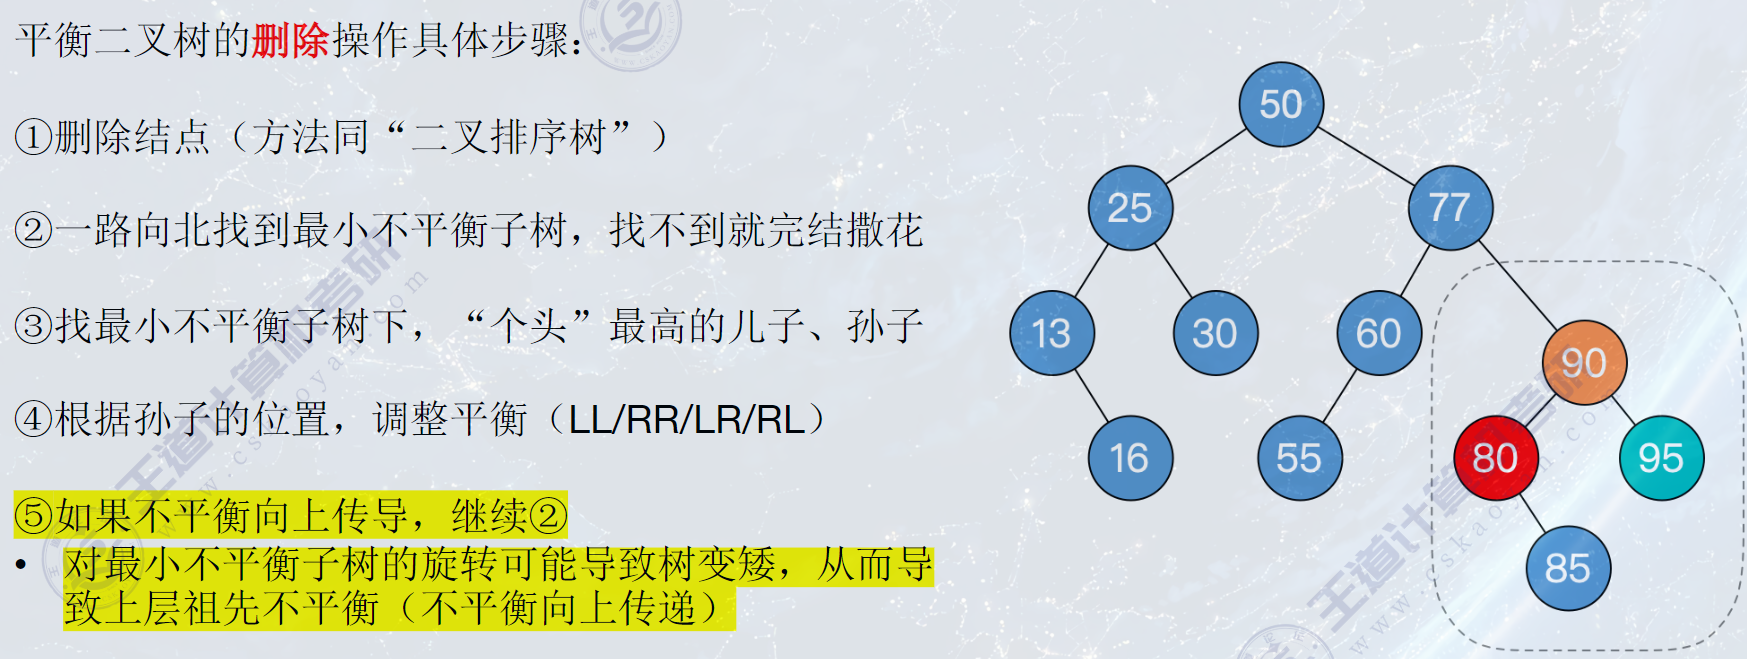 平衡二叉树的删除操作具体步骤：
①删除结点（方法同“二叉排序树”）
②一路向北找到最小不平衡子树，找不到就完结撒花
③找最小不平衡子树下，“个头”最高的儿子、孙子
④根据孙子的位置，调整平衡（LL/RR/LR/RL）
⑤如果不平衡向上传导，继续②
• 对最小不平衡子树的旋转可能导致树变矮，从而导
致上层祖先不平衡（不平衡向上传递）
50
25
77
13
30
60
90
16
55
80
95
85
王道计算机考研
www.cskaoyan.com
王道计算机考研
www.cskaoyan.com